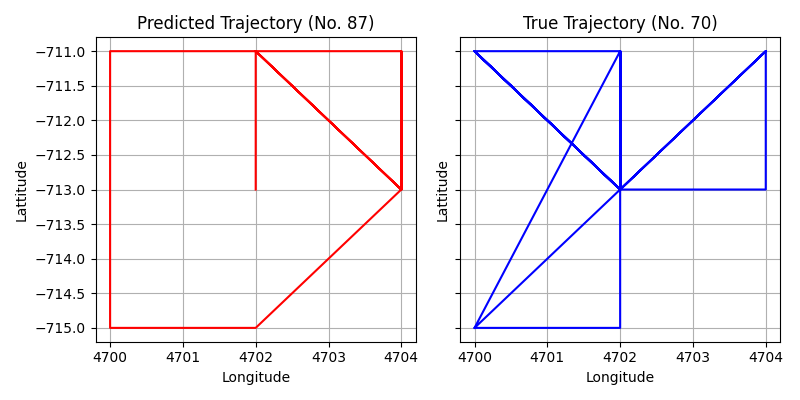 Predicted Trajectory (No. 87)
True Trajectory (No. 70)
Lattitude
−711.0
−711.5
−712.0
−712.5
−713.0
−713.5
−714.0
−714.5
−715.0
4700 4701 4702 4703 4704
Longitude
Lattitude
4700 4701 4702 4703 4704
Longitude